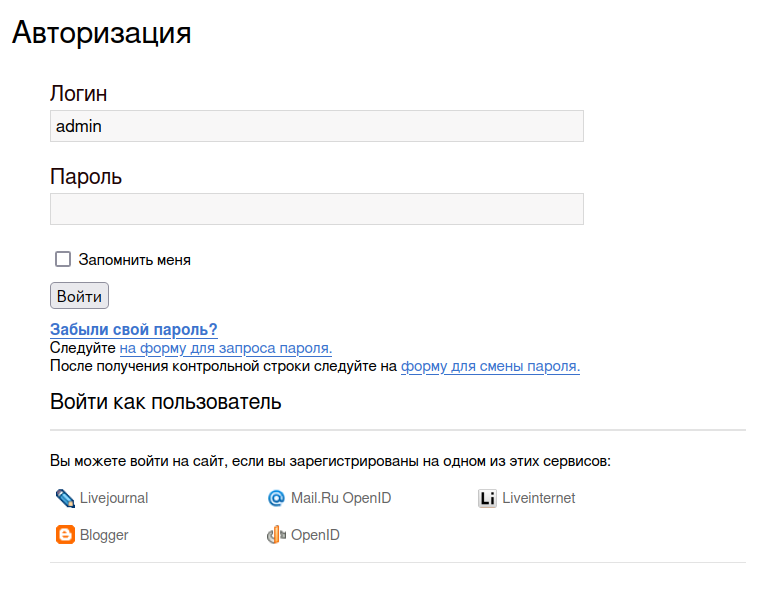 Авторизация
Логин
admin
Пароль
Запомнить меня
Войти
Забыли свой пароль?
Следуйте на форму для запроса пароля.
После получения контрольной строки следуйте на форму для смены пароля.
Войти как пользователь
Вы можете войти на сайт, если вы зарегистрированы на одном из этих сервисов:
Livejournal Mail.Ru OpenID Li Liveinternet
Blogger OpenID